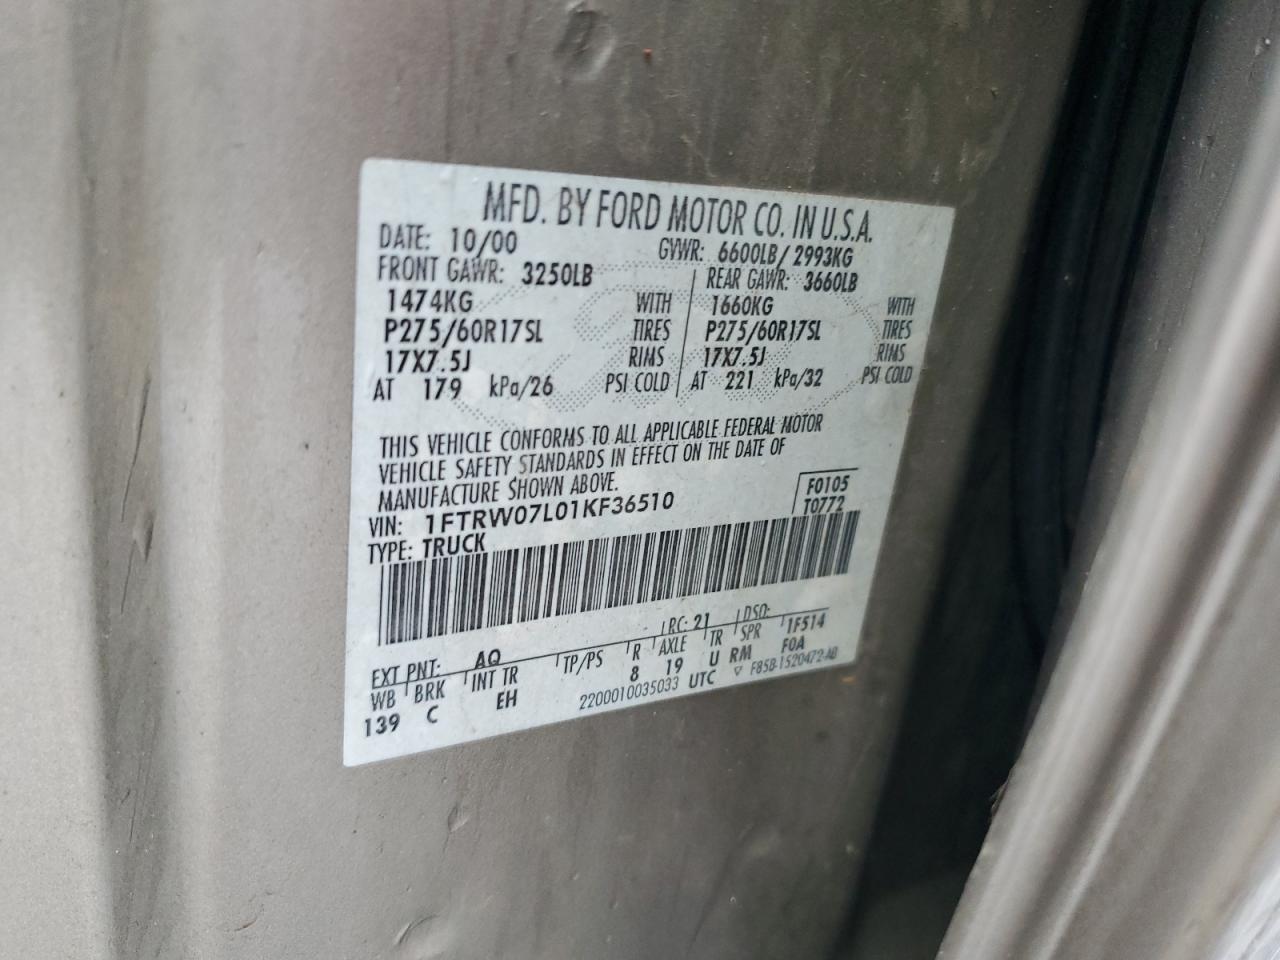 MFD. BY FORD MOTOR CO. IN U.S.A.
DATE: 10/00 GVWR: 6600LB/2993KG
FRONT GAWR: 3250LB REAR GAWR: 3660LB
1474KG WITH 1660KG WITH
P275/60R17SL TIRES P275/60R17SL TIRES
17X7.5J RIMS 17X7.5J RIMS
AT 179 kPa/26 PSI COLD AT 221 kPa/32 PSI COLD
THIS VEHICLE CONFORMS TO ALL APPLICABLE FEDERAL MOTOR
VEHICLE SAFETY STANDARDS IN EFFECT ON THE DATE OF
MANUFACTURE SHOWN ABOVE.
F0105
VIN: 1FTRW07L01KF36510 T0772
TYPE: TRUCK
EXT PNT: AQ RC: 21 DSO:
WB BRK INT TR TP/PS R AXLE TR SPR 1F514
139 C EH 8 19 U RM F0A
2200010035033 UTC ▽ F85B-1520472-AB